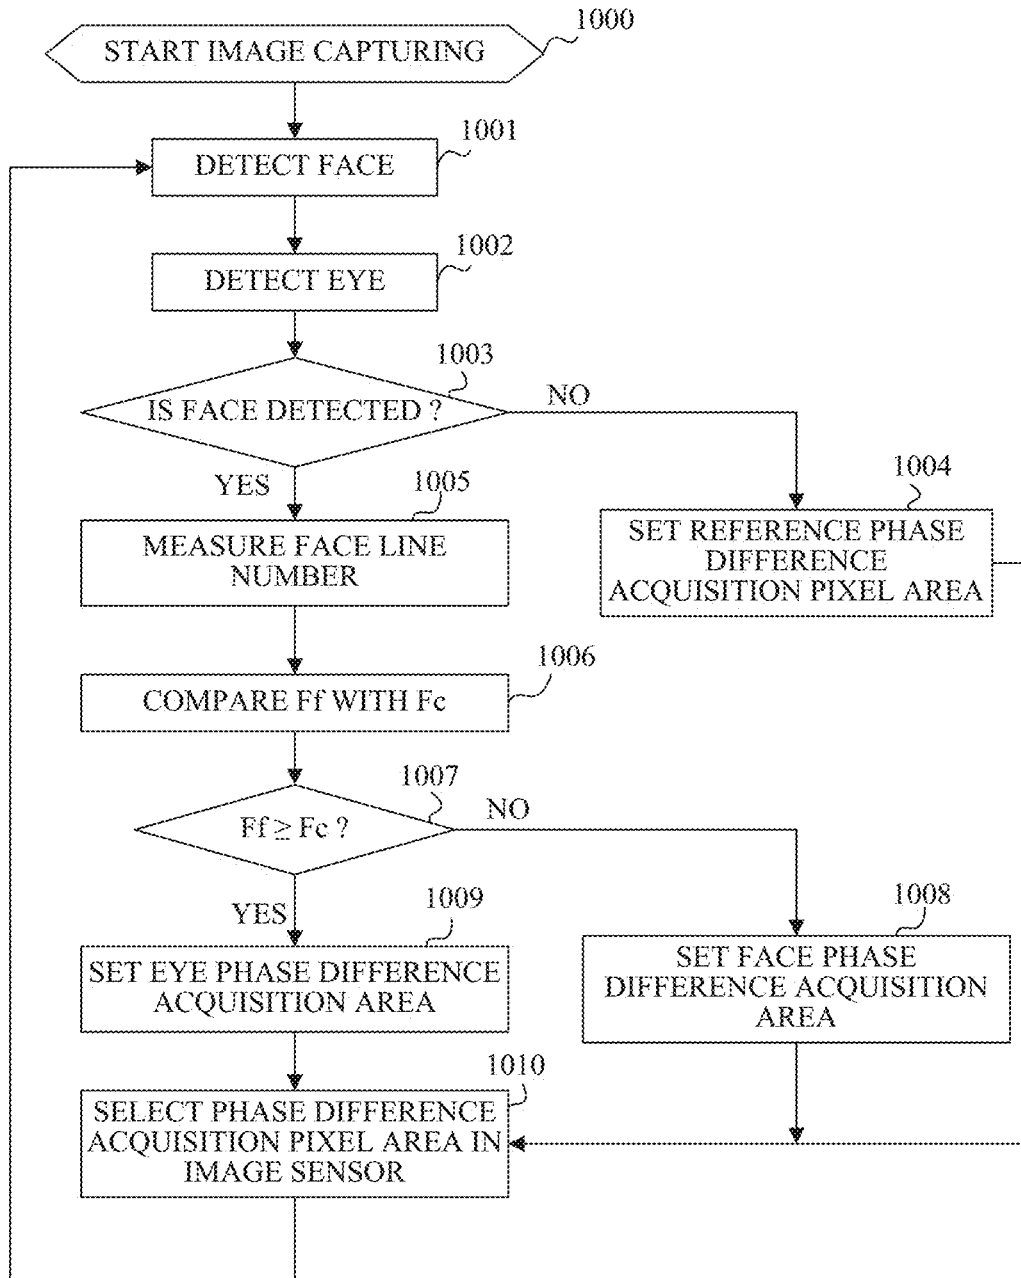 1000
START IMAGE CAPTURING
1001
DETECT FACE
1002
DETECT EYE
1003
IS FACE DETECTED ?
NO
YES
1004
SET REFERENCE PHASE
DIFFERENCE
ACQUISITION PIXEL AREA
1005
MEASURE FACE LINE
NUMBER
1006
COMPARE Ff WITH Fc
1007
Ff ≥ Fc ?
NO
YES
1008
SET FACE PHASE
DIFFERENCE ACQUISITION
AREA
1009
SET EYE PHASE DIFFERENCE
ACQUISITION AREA
1010
SELECT PHASE DIFFERENCE
ACQUISITION PIXEL AREA IN
IMAGE SENSOR